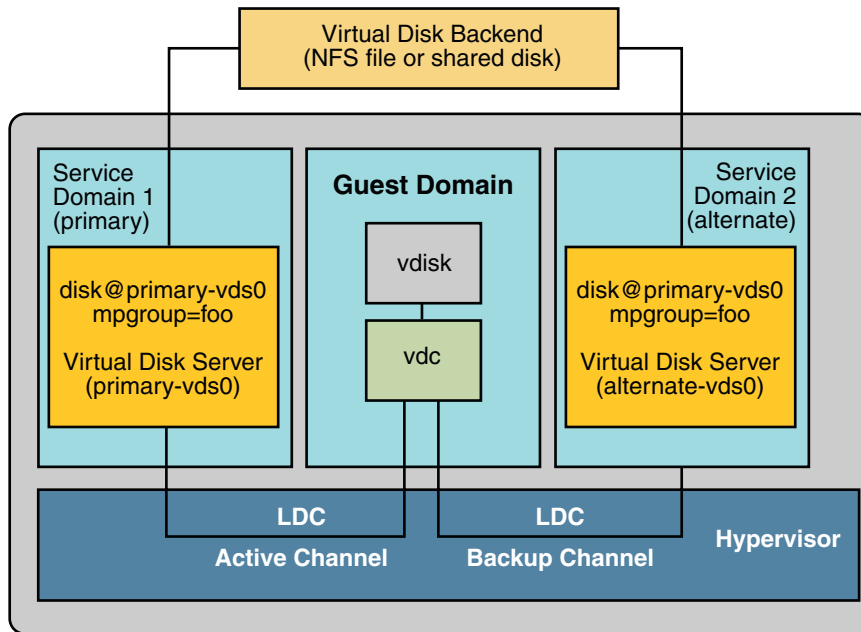 Virtual Disk Backend
(NFS file or shared disk)
Service
Domain 1
(primary)
disk@primary-vds0
mpgroup=foo
Virtual Disk Server
(primary-vds0)
Guest Domain
vdisk
vdc
Service
Domain 2
(alternate)
disk@primary-vds0
mpgroup=foo
Virtual Disk Server
(alternate-vds0)
LDC
Active Channel
LDC
Backup Channel
Hypervisor